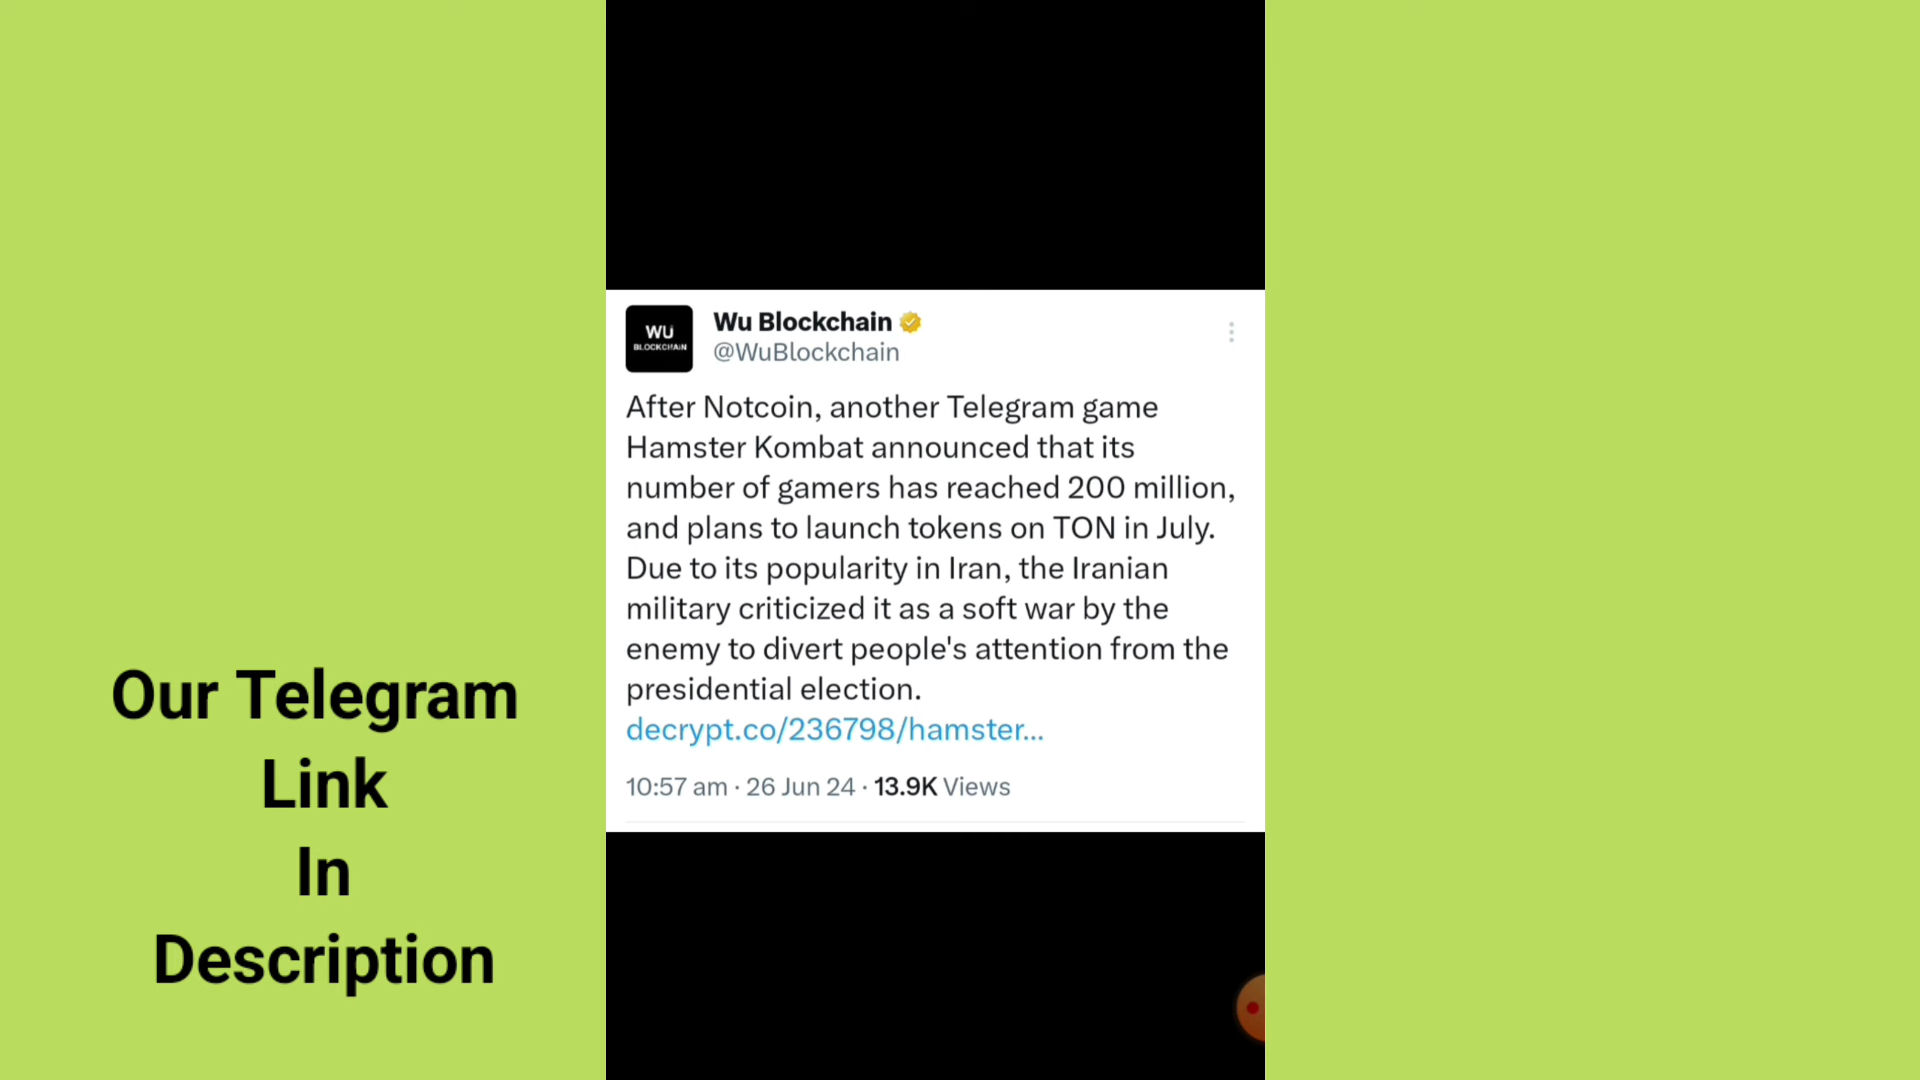 WU
BLOCKCHAIN
Wu Blockchain
@WuBlockchain
After Notcoin, another Telegram game
Hamster Kombat announced that its
number of gamers has reached 200 million,
and plans to launch tokens on TON in July.
Due to its popularity in Iran, the Iranian
military criticized it as a soft war by the
enemy to divert people's attention from the
presidential election.
decrypt.co/236798/hamster...
10:57 am · 26 Jun 24 · 13.9K Views
Our Telegram
Link
In
Description